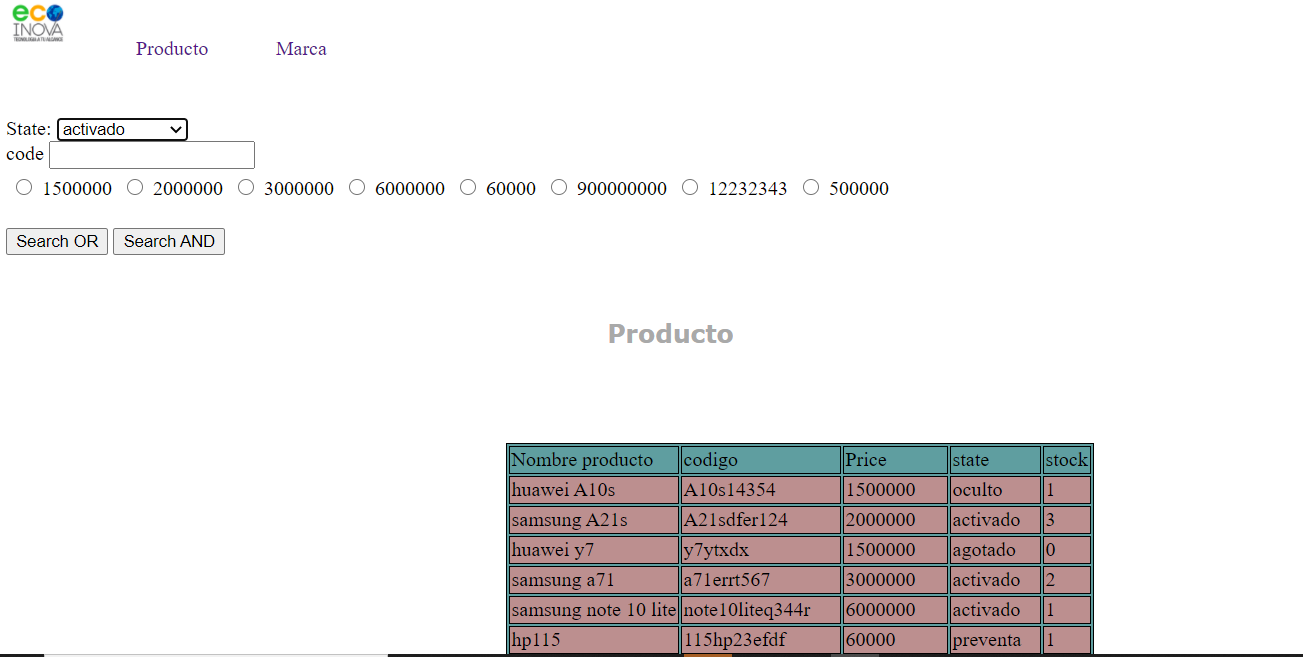 eco
INOVA
TECNOLOGIA A TU ALCANCE
Producto Marca
State: activado
code
1500000 2000000 3000000 6000000 60000 900000000 12232343 500000
Search OR Search AND
Producto
Nombre producto codigo Price state stock
huawei A10s A10s14354 1500000 oculto 1
samsung A21s A21sdfer124 2000000 activado 3
huawei y7 y7ytxdx 1500000 agotado 0
samsung a71 a71errt567 3000000 activado 2
samsung note 10 lite note10liteq344r 6000000 activado 1
hp115 115hp23efdf 60000 preventa 1